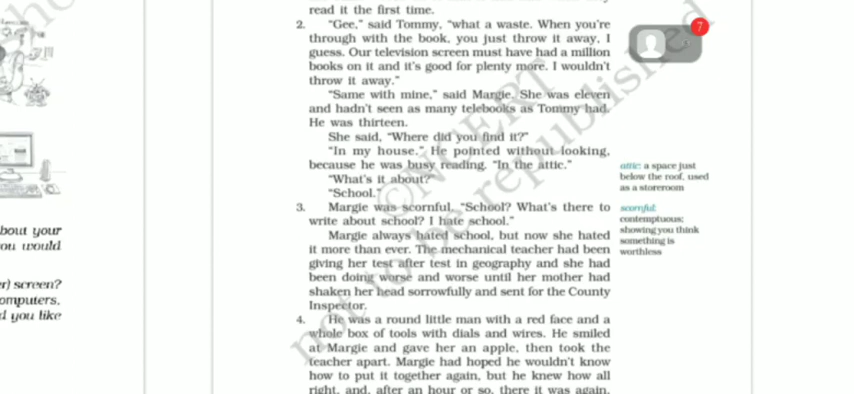 bout your
ou would
r) screen?
omputers,
d you like
read it the first time.
2. "Gee," said Tommy, "what a waste. When you're
through with the book, you just throw it away, I
guess. Our television screen must have had a million
books on it and it's good for plenty more. I wouldn't
throw it away."
"Same with mine," said Margie. She was eleven
and hadn't seen as many telebooks as Tommy had.
He was thirteen.
She said, "Where did you find it?"
"In my house." He pointed without looking,
because he was busy reading. "In the attic."
"What's it about?"
"School."
3. Margie was scornful. "School? What's there to
write about school? I hate school."
Margie always hated school, but now she hated
it more than ever. The mechanical teacher had been
giving her test after test in geography and she had
been doing worse and worse until her mother had
shaken her head sorrowfully and sent for the County
Inspector.
4. He was a round little man with a red face and a
whole box of tools with dials and wires. He smiled
at Margie and gave her an apple, then took the
teacher apart. Margie had hoped he wouldn't know
how to put it together again, but he knew how all
right, and, after an hour or so, there it was again,
attic: a space just
below the roof, used
as a storeroom
scornful:
contemptuous;
showing you think
something is
worthless
7
©NCERT
not to be republished